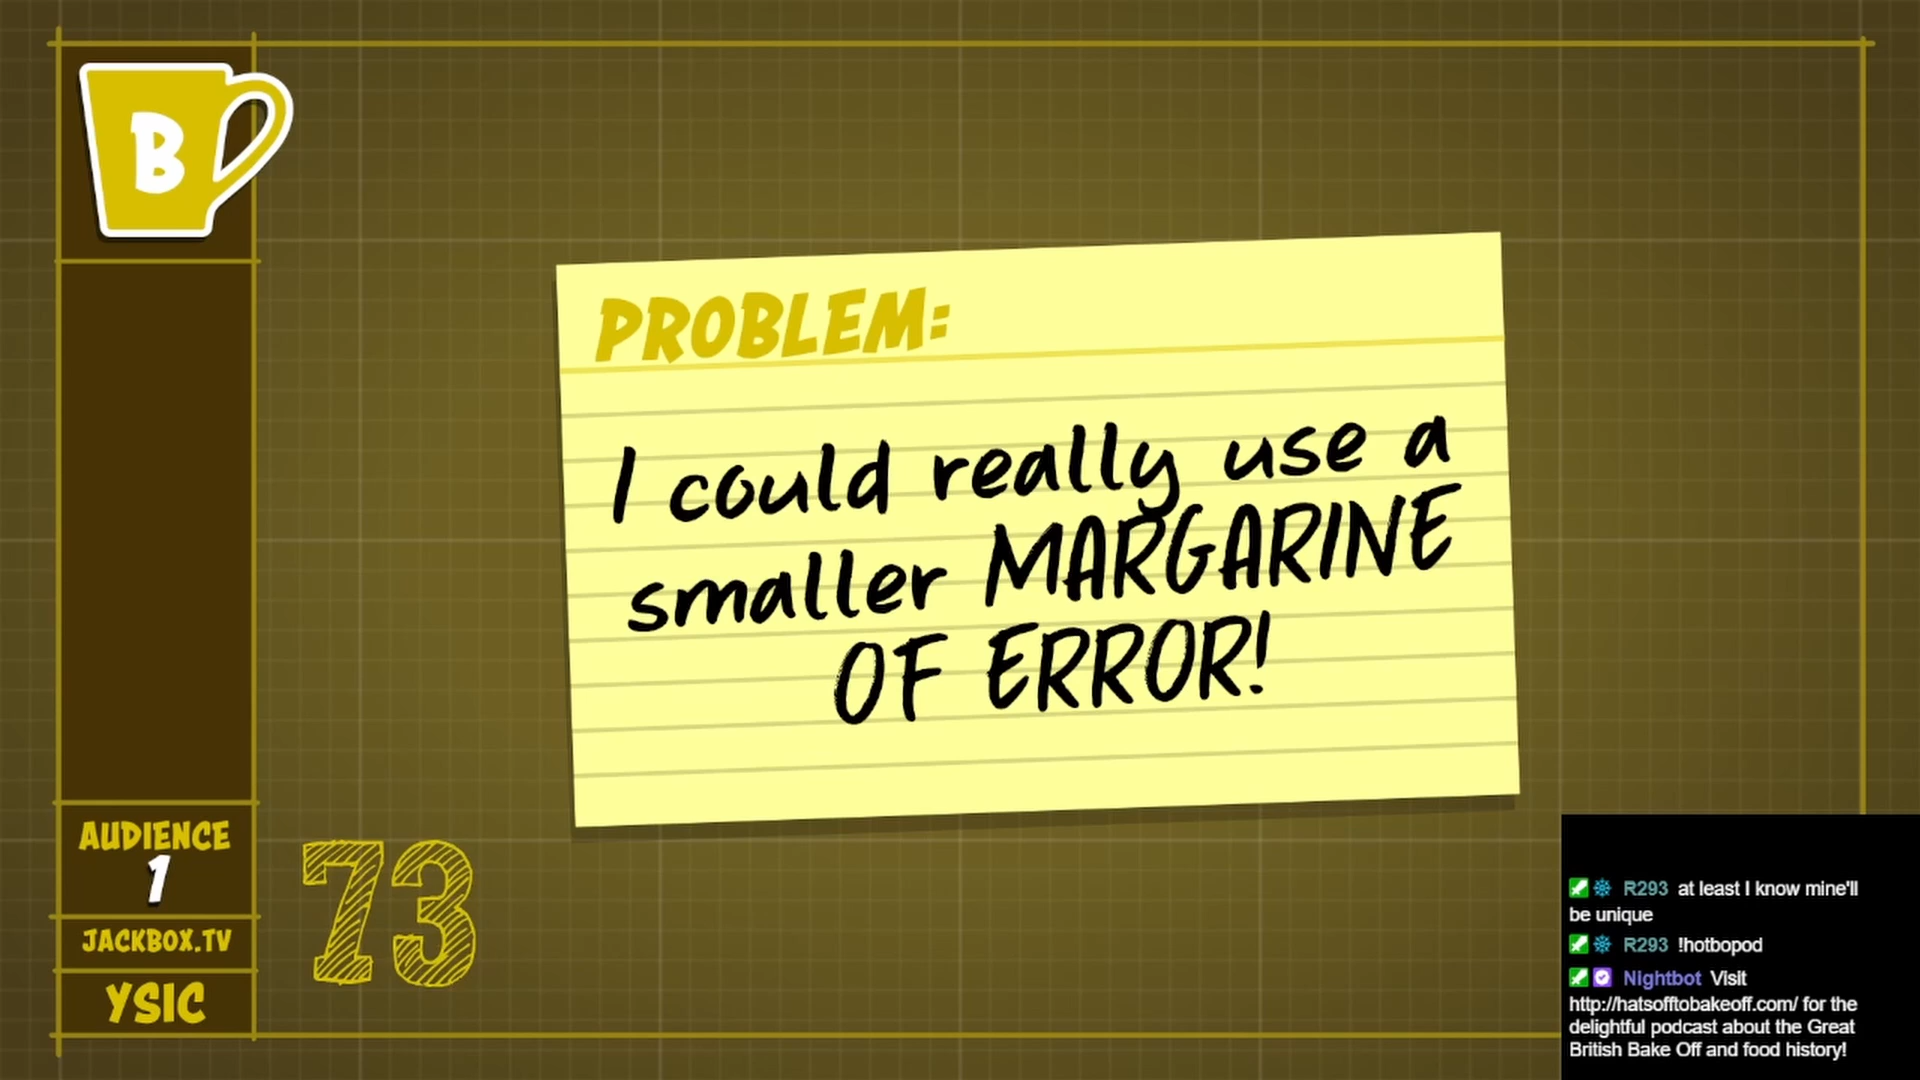 B
PROBLEM:
I could really use a
smaller MARGARINE
OF ERROR!
AUDIENCE
1
JACKBOX.TV
YSIC
73
R293 at least I know mine'll
be unique
R293 !hotbopod
Nightbot Visit
http://hatsofftobakeoff.com/ for the
delightful podcast about the Great
British Bake Off and food history!